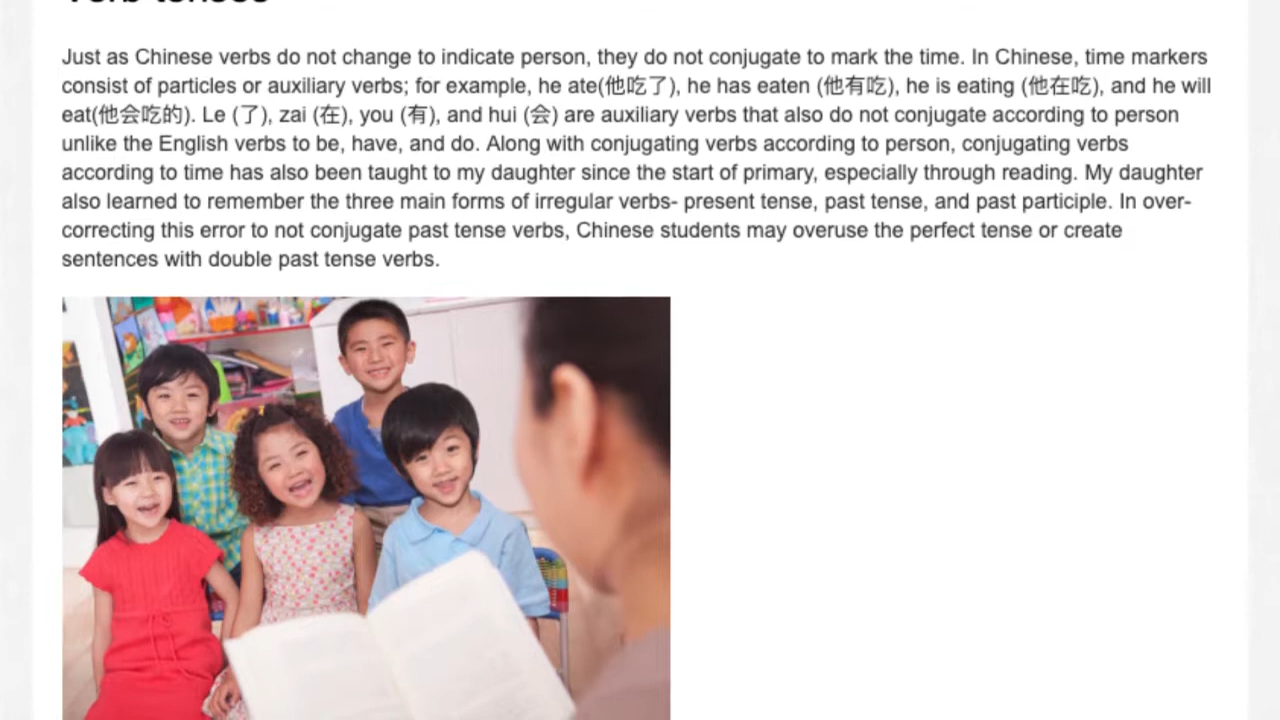 Verb tenses
Just as Chinese verbs do not change to indicate person, they do not conjugate to mark the time. In Chinese, time markers
consist of particles or auxiliary verbs; for example, he ate(他吃了), he has eaten (他有吃), he is eating (他在吃), and he will
eat(他会吃的). Le (了), zai (在), you (有), and hui (会) are auxiliary verbs that also do not conjugate according to person
unlike the English verbs to be, have, and do. Along with conjugating verbs according to person, conjugating verbs
according to time has also been taught to my daughter since the start of primary, especially through reading. My daughter
also learned to remember the three main forms of irregular verbs- present tense, past tense, and past participle. In over-
correcting this error to not conjugate past tense verbs, Chinese students may overuse the perfect tense or create
sentences with double past tense verbs.